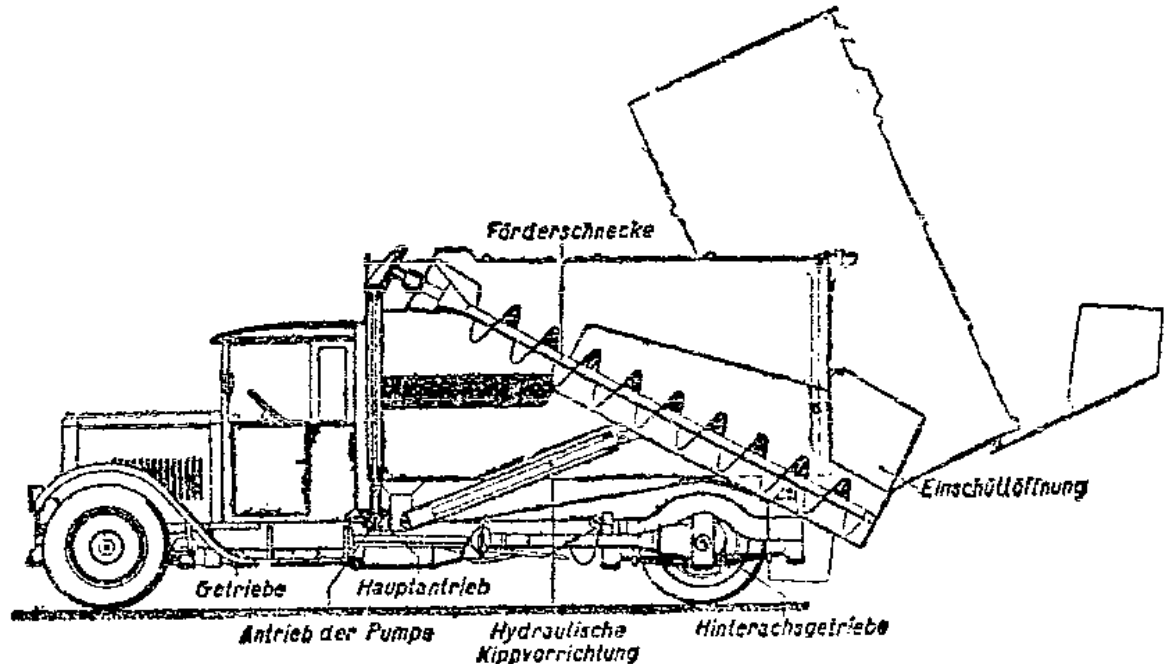 Förderschnecke
Einschüttöffnung
Getriebe
Hauptantrieb
Antrieb der Pumpe
Hydraulische
Kippvorrichtung
Hinterachsgetriebe